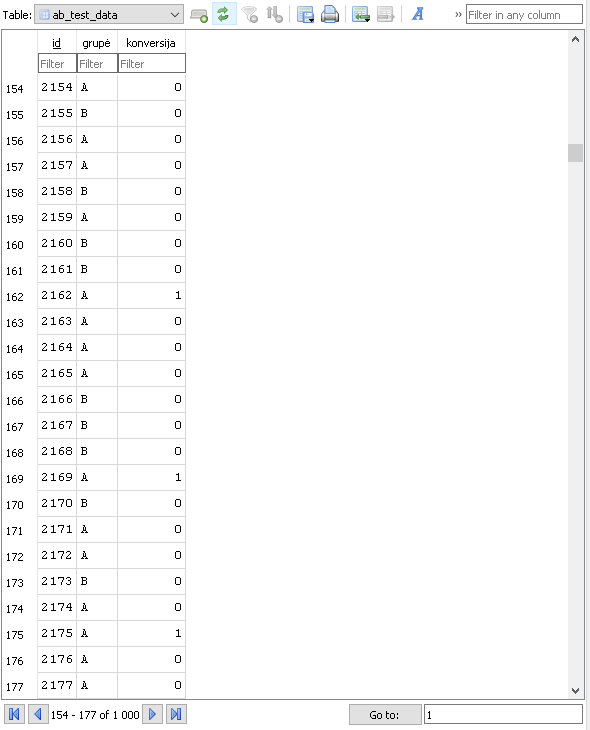 Table: ab_test_data A » Filter in any column
id grupė konversija
Filter Filter Filter
154 2154 A 0
155 2155 B 0
156 2156 A 0
157 2157 A 0
158 2158 B 0
159 2159 A 0
160 2160 B 0
161 2161 B 0
162 2162 A 1
163 2163 A 0
164 2164 A 0
165 2165 A 0
166 2166 B 0
167 2167 B 0
168 2168 B 0
169 2169 A 1
170 2170 B 0
171 2171 A 0
172 2172 A 0
173 2173 B 0
174 2174 A 0
175 2175 A 1
176 2176 A 0
177 2177 A 0
154 - 177 of 1 000 Go to: 1